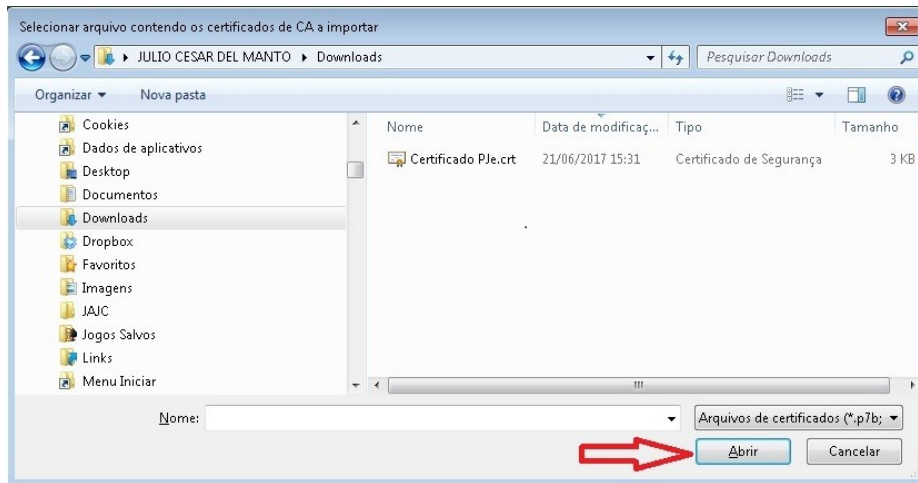 Selecionar arquivo contendo os certificados de CA a importar
JULIO CESAR DEL MANTO Downloads
Pesquisar Downloads
Organizar Nova pasta
Cookies
Dados de aplicativos
Desktop
Documentos
Downloads
Dropbox
Favoritos
Imagens
JAJC
Jogos Salvos
Links
Menu Iniciar
Nome Data de modificaç... Tipo Tamanho
Certificado PJe.crt 21/06/2017 15:31 Certificado de Segurança 3 KB
Nome:
Arquivos de certificados (*.p7b;
Abrir Cancelar